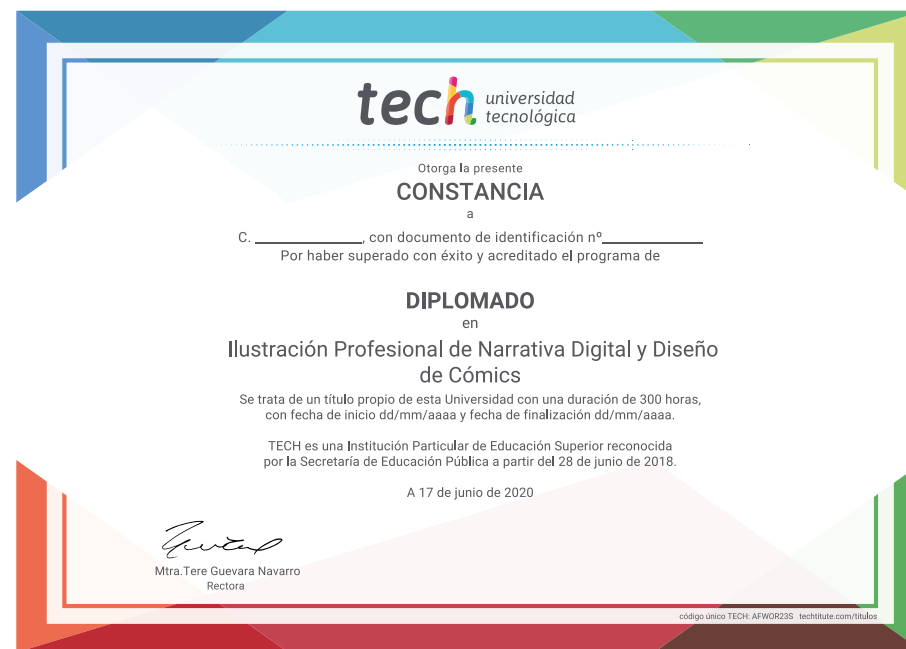 tech universidad
tecnológica
Otorga la presente
CONSTANCIA
a
C. ______________, con documento de identificación nº_____________
Por haber superado con éxito y acreditado el programa de
DIPLOMADO
en
Ilustración Profesional de Narrativa Digital y Diseño
de Cómics
Se trata de un título propio de esta Universidad con una duración de 300 horas,
con fecha de inicio dd/mm/aaaa y fecha de finalización dd/mm/aaaa.
TECH es una Institución Particular de Educación Superior reconocida
por la Secretaría de Educación Pública a partir del 28 de junio de 2018.
A 17 de junio de 2020
Mtra.Tere Guevara Navarro
Rectora
código único TECH: AFWOR23S techtitute.com/titulos